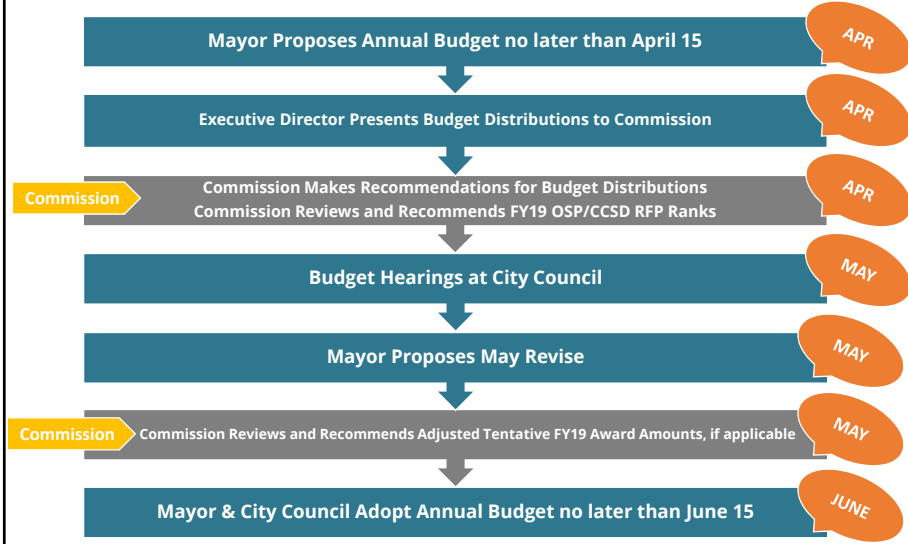 Mayor Proposes Annual Budget no later than April 15
APR
Executive Director Presents Budget Distributions to Commission
APR
Commission
Commission Makes Recommendations for Budget Distributions
Commission Reviews and Recommends FY19 OSP/CCSD RFP Ranks
APR
Budget Hearings at City Council
MAY
Mayor Proposes May Revise
MAY
Commission
Commission Reviews and Recommends Adjusted Tentative FY19 Award Amounts, if applicable
MAY
Mayor & City Council Adopt Annual Budget no later than June 15
JUNE